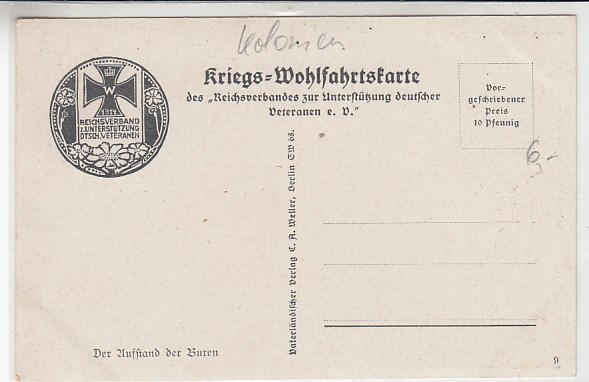 Kolonien
Kriegs-Wohlfahrtskarte
des „Reichsverbandes zur Unterstützung deutscher
Veteranen e. V."
W
1914
REICHSVERBAND
Z. UNTERSTÜTZUNG
DTSCH. VETERANEN
Vor-
geschriebener
Preis
10 Pfennig
6,-
Vaterländischer Verlag C. A. Weller, Berlin SW 68.
Der Aufstand der Buren
9